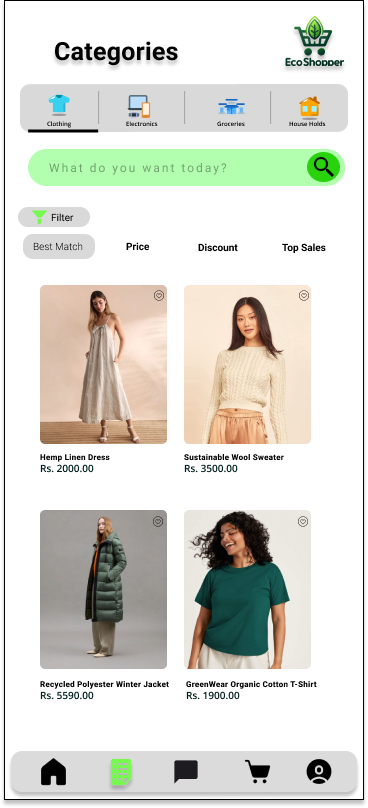 Categories
EcoShopper
Clothing
Electronics
Groceries
House Holds
What do you want today?
Filter
Best Match
Price
Discount
Top Sales
Hemp Linen Dress
Rs. 2000.00
Sustainable Wool Sweater
Rs. 3500.00
Recycled Polyester Winter Jacket
Rs. 5590.00
GreenWear Organic Cotton T-Shirt
Rs. 1900.00